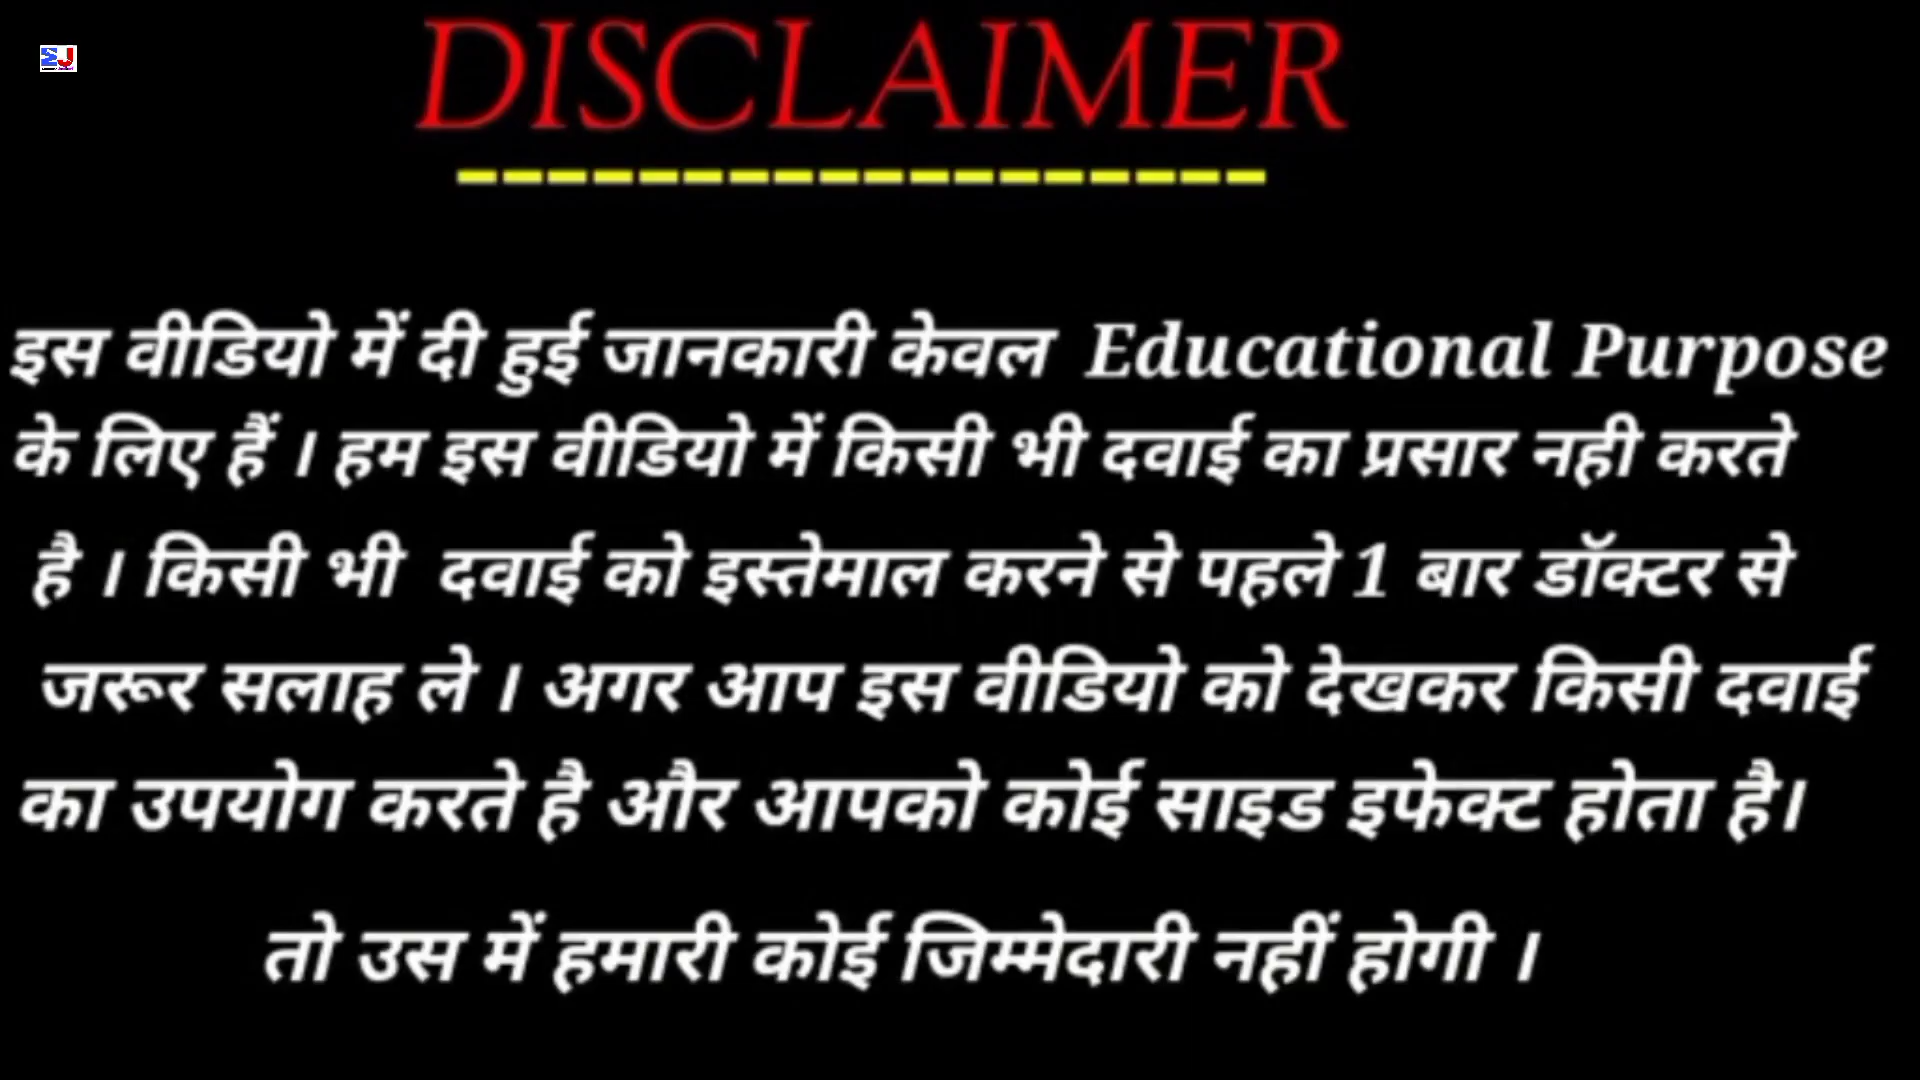 DISCLAIMER
इस वीडियो में दी हुई जानकारी केवल Educational Purpose
के लिए हैं । हम इस वीडियो में किसी भी दवाई का प्रसार नही करते
है । किसी भी दवाई को इस्तेमाल करने से पहले 1 बार डॉक्टर से
जरूर सलाह ले । अगर आप इस वीडियो को देखकर किसी दवाई
का उपयोग करते है और आपको कोई साइड इफेक्ट होता है।
तो उस में हमारी कोई जिम्मेदारी नहीं होगी ।